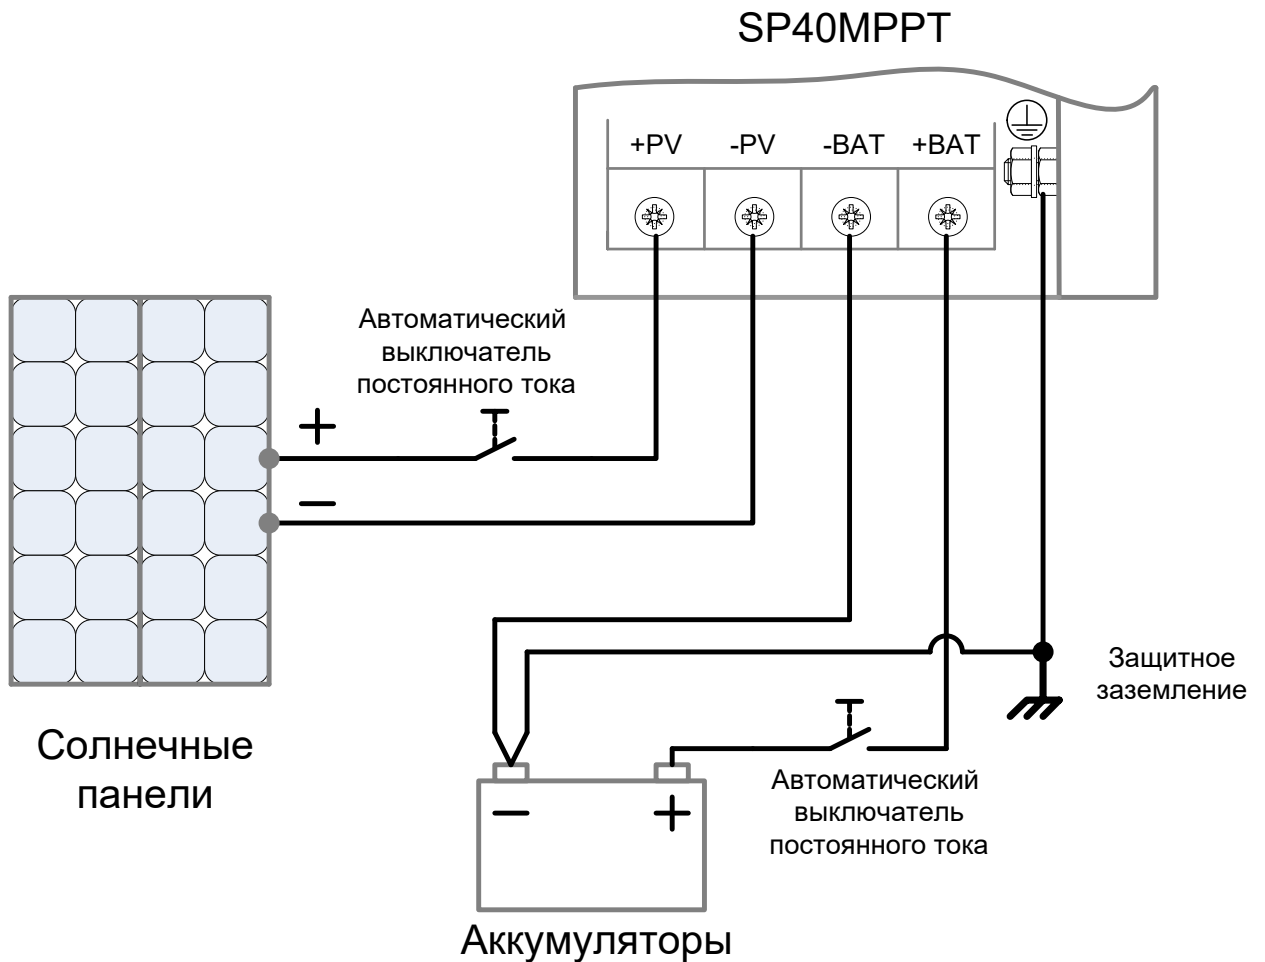 SP40MPPT
+PV -PV -BAT +BAT
Автоматический
выключатель
постоянного тока
+
−
Защитное
заземление
Солнечные
панели
Автоматический
выключатель
постоянного тока
− +
Аккумуляторы